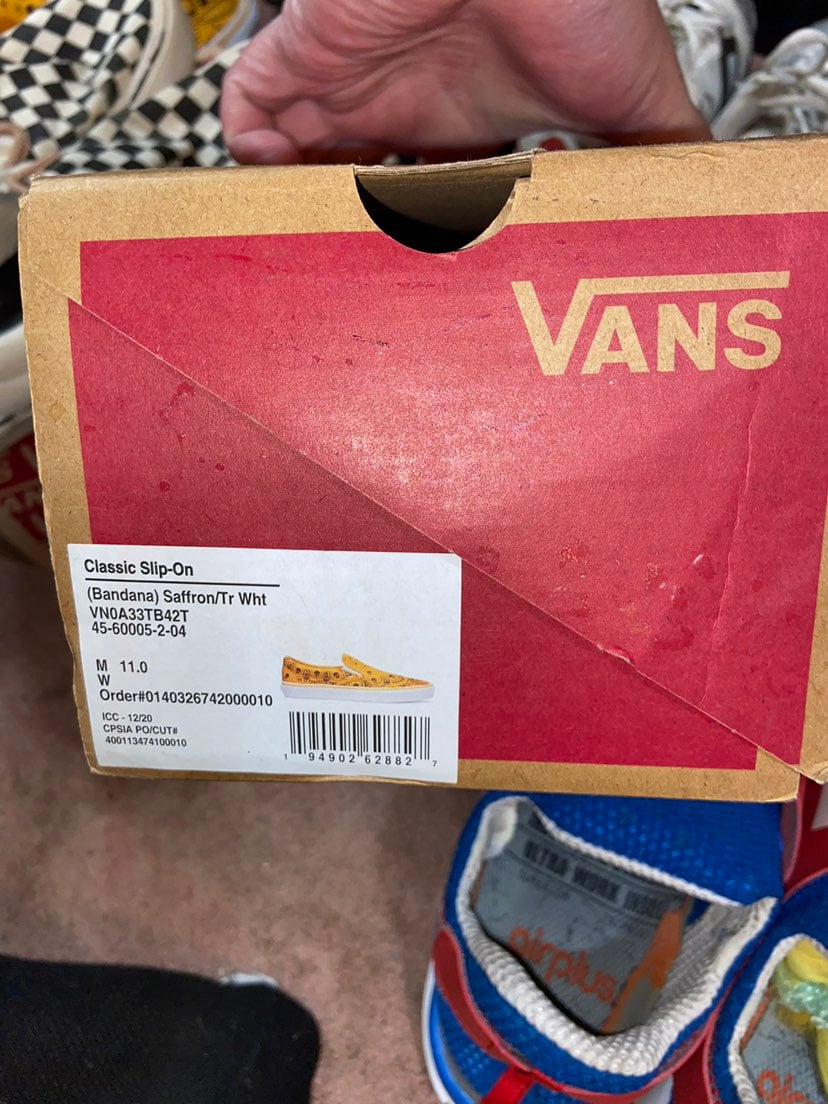 VANS
Classic Slip-On
(Bandana) Saffron/Tr Wht
VN0A33TB42T
45-60005-2-04
M 11.0
W
Order#0140326742000010
ICC - 12/20
CPSIA PO/CUT#
400113474100010
1 94902 62882 7
ULTRA WORK
airplus